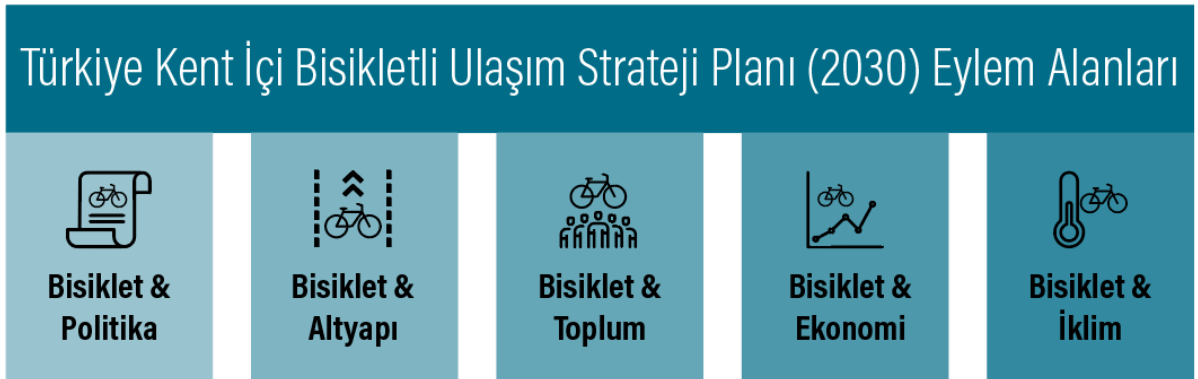 Türkiye Kent İçi Bisikletli Ulaşım Strateji Planı (2030) Eylem Alanları
Bisiklet &
Politika
Bisiklet &
Altyapı
Bisiklet &
Toplum
Bisiklet &
Ekonomi
Bisiklet &
İklim